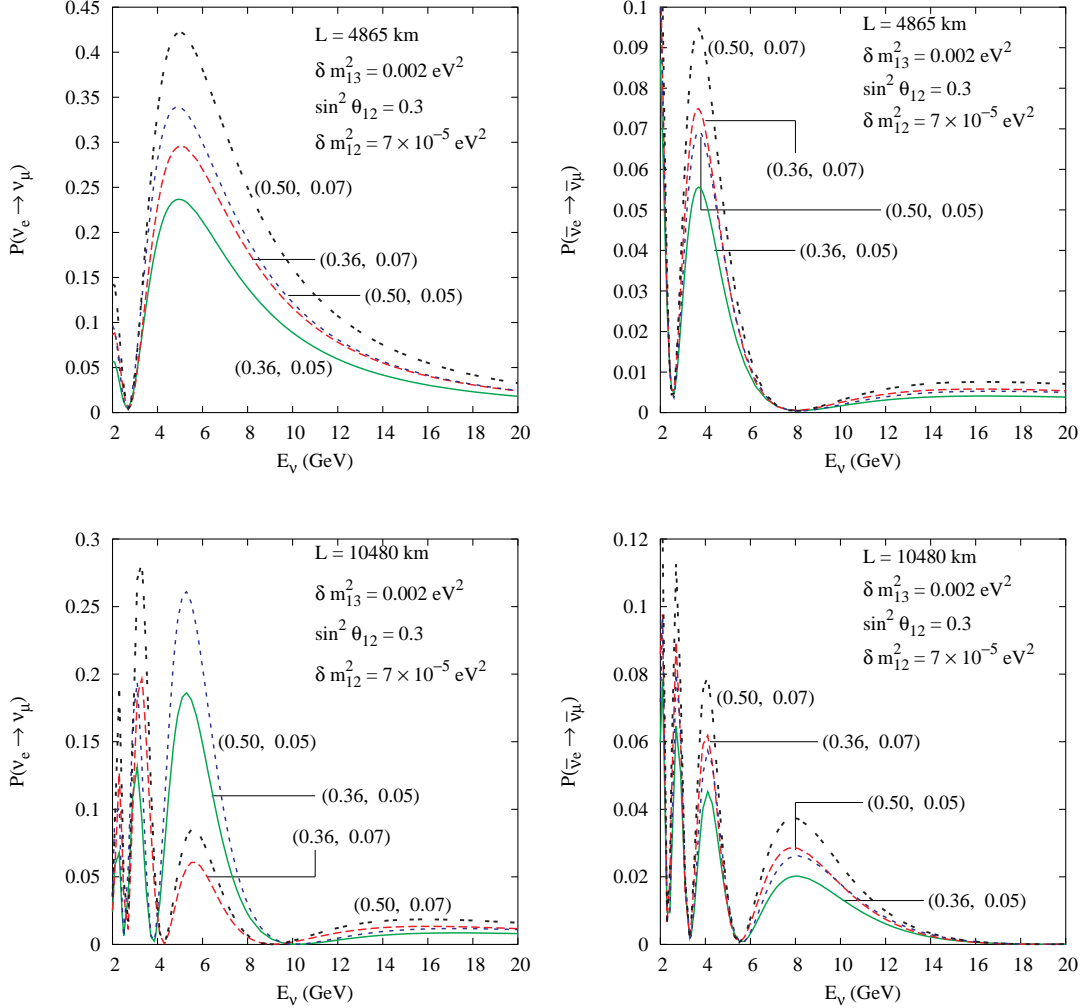 P(νₑ → ν_μ)
0.45
0.4
0.35
0.3
0.25
0.2
0.15
0.1
0.05
0
L = 4865 km
δ m²₁₃ = 0.002 eV²
sin² θ₁₂ = 0.3
δ m²₁₂ = 7 × 10⁻⁵ eV²
(0.50, 0.07)
(0.36, 0.07)
(0.50, 0.05)
(0.36, 0.05)
2 4 6 8 10 12 14 16 18 20
E_ν (GeV)
P(ν̄ₑ → ν̄_μ)
0.1
0.09
0.08
0.07
0.06
0.05
0.04
0.03
0.02
0.01
0
L = 4865 km
(0.50, 0.07)
δ m²₁₃ = 0.002 eV²
sin² θ₁₂ = 0.3
δ m²₁₂ = 7 × 10⁻⁵ eV²
(0.36, 0.07)
(0.50, 0.05)
(0.36, 0.05)
2 4 6 8 10 12 14 16 18 20
E_ν (GeV)
P(νₑ → ν_μ)
0.3
0.25
0.2
0.15
0.1
0.05
0
L = 10480 km
δ m²₁₃ = 0.002 eV²
sin² θ₁₂ = 0.3
δ m²₁₂ = 7 × 10⁻⁵ eV²
(0.50, 0.05)
(0.36, 0.05)
(0.36, 0.07)
(0.50, 0.07)
2 4 6 8 10 12 14 16 18 20
E_ν (GeV)
P(ν̄ₑ → ν̄_μ)
0.12
0.1
0.08
0.06
0.04
0.02
0
L = 10480 km
δ m²₁₃ = 0.002 eV²
sin² θ₁₂ = 0.3
δ m²₁₂ = 7 × 10⁻⁵ eV²
(0.50, 0.07)
(0.36, 0.07)
(0.50, 0.05)
(0.36, 0.05)
2 4 6 8 10 12 14 16 18 20
E_ν (GeV)